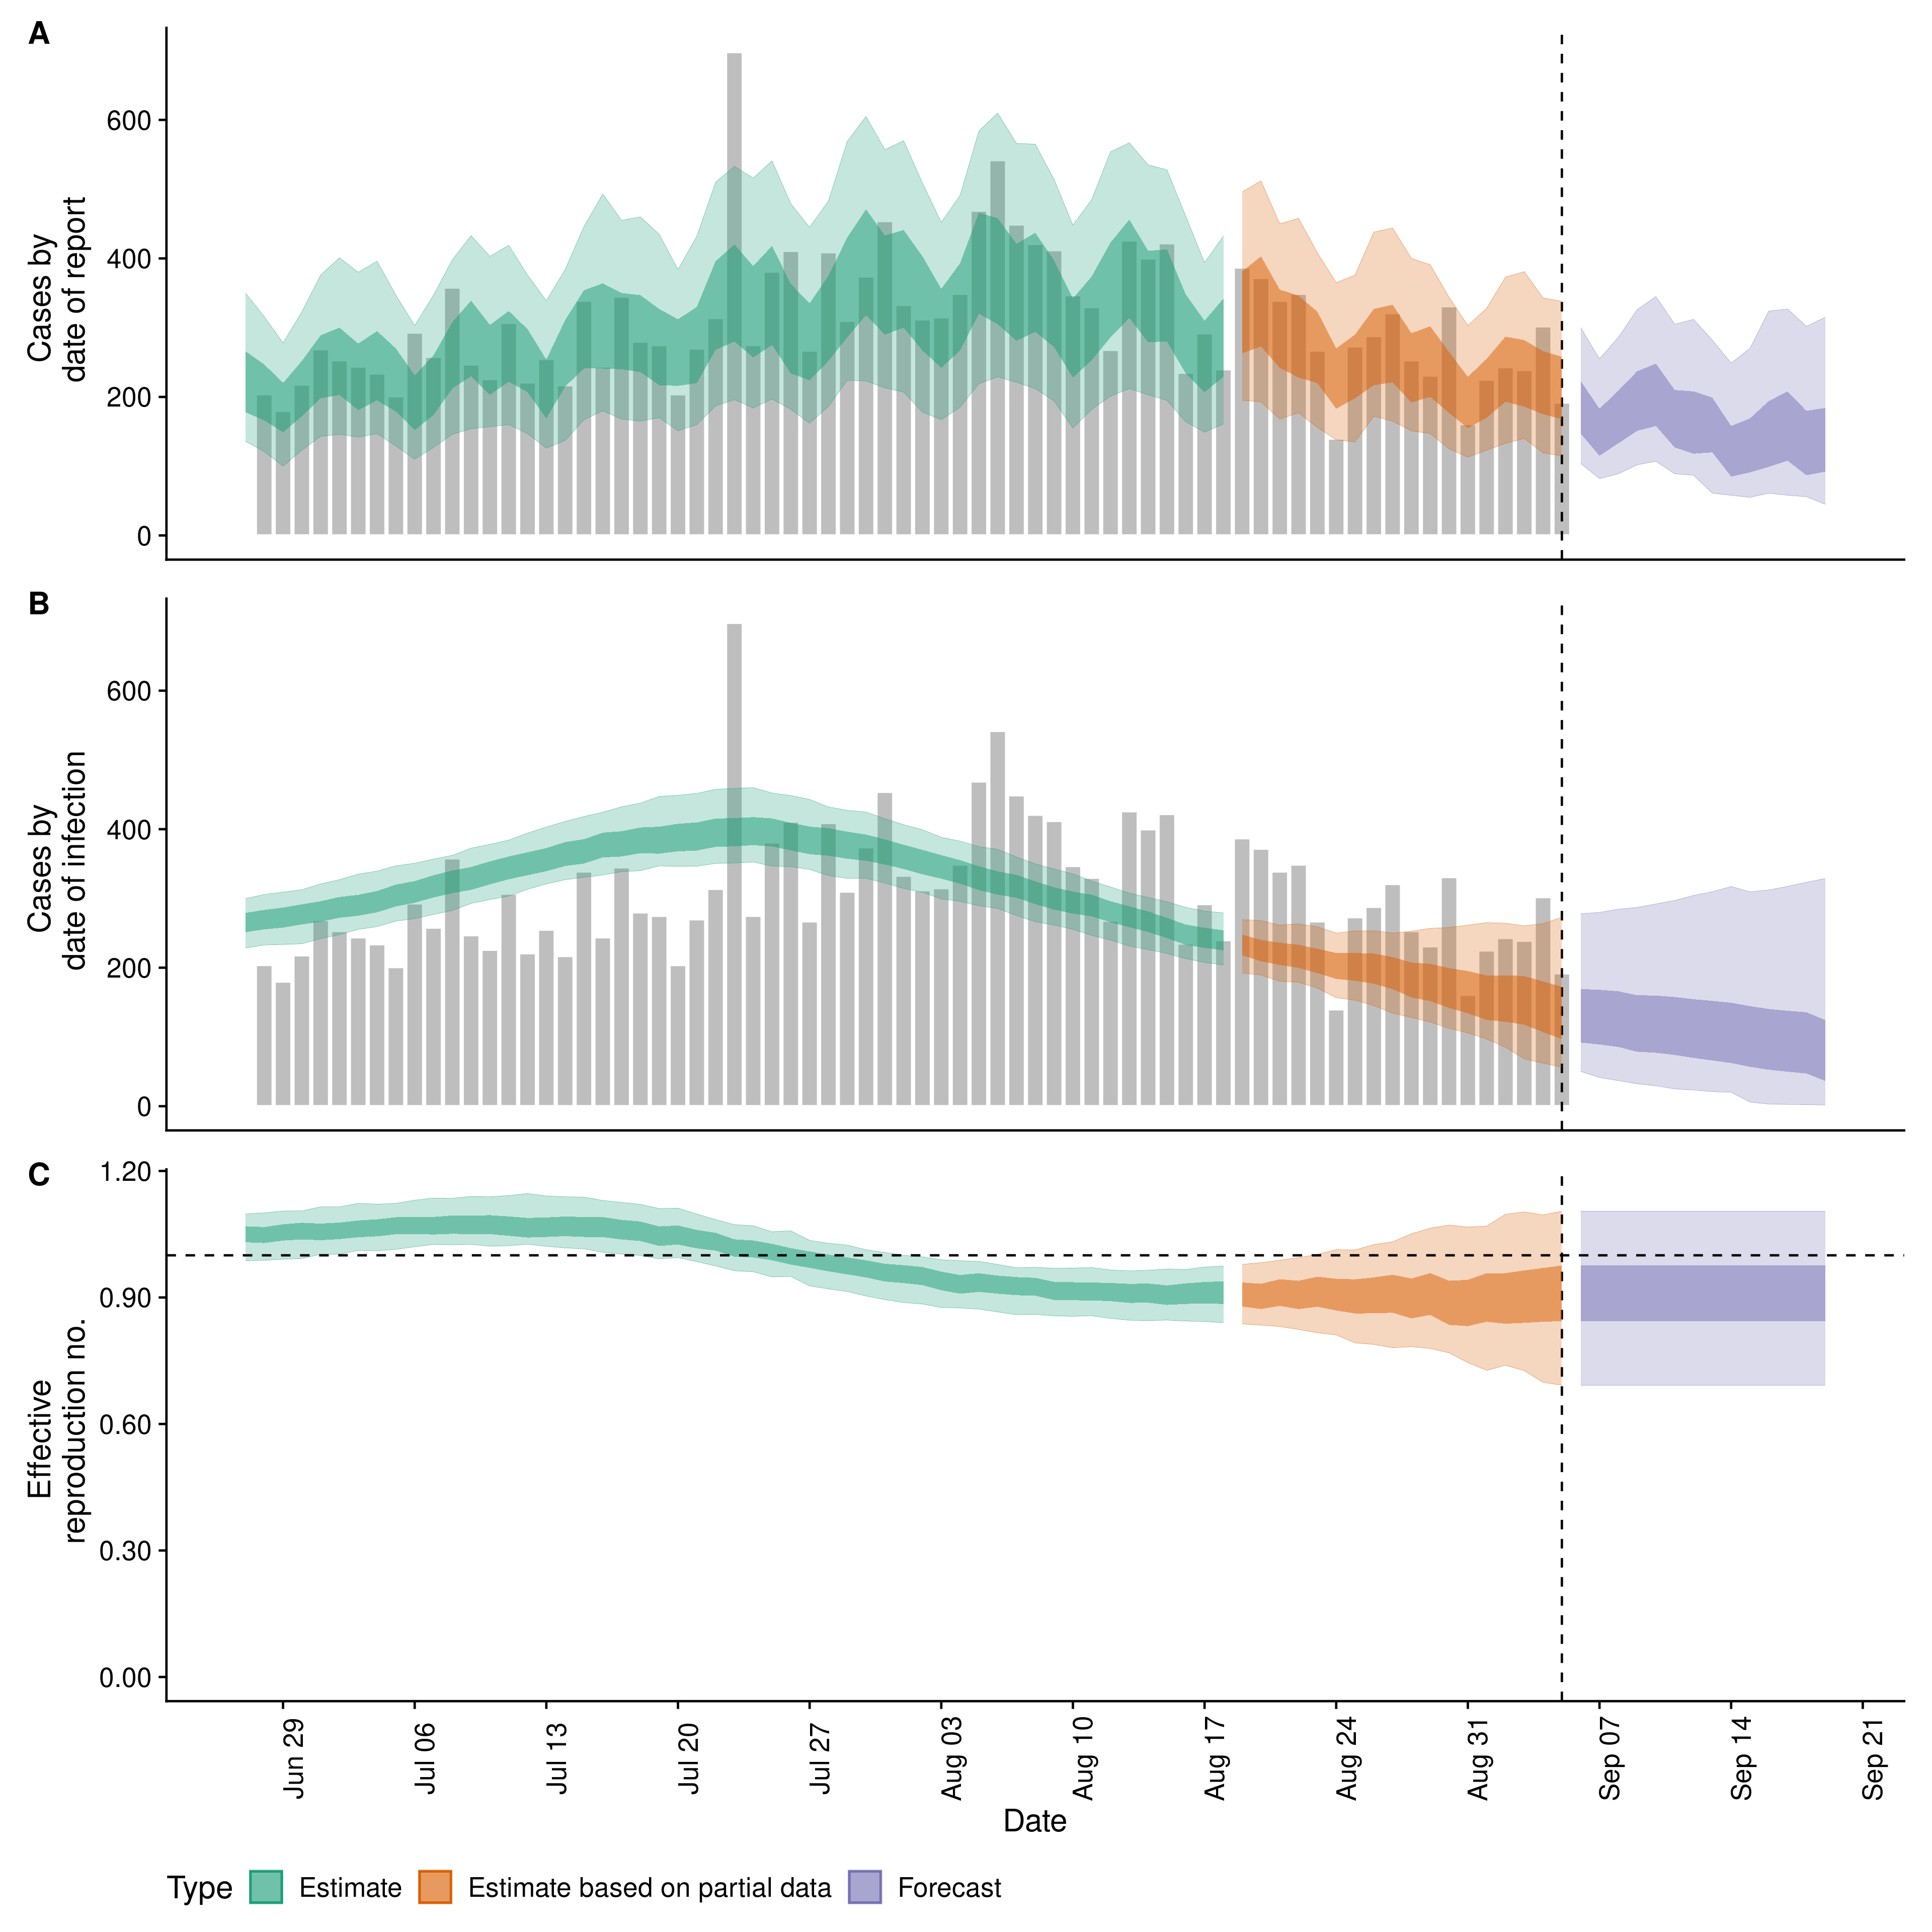 A
Cases by
date of report
600
400
200
0
B
Cases by
date of infection
600
400
200
0
C
Effective
reproduction no.
1.20
0.90
0.60
0.30
0.00
Jun 29
Jul 06
Jul 13
Jul 20
Jul 27
Aug 03
Aug 10
Aug 17
Aug 24
Aug 31
Sep 07
Sep 14
Sep 21
Date
Type Estimate Estimate based on partial data Forecast